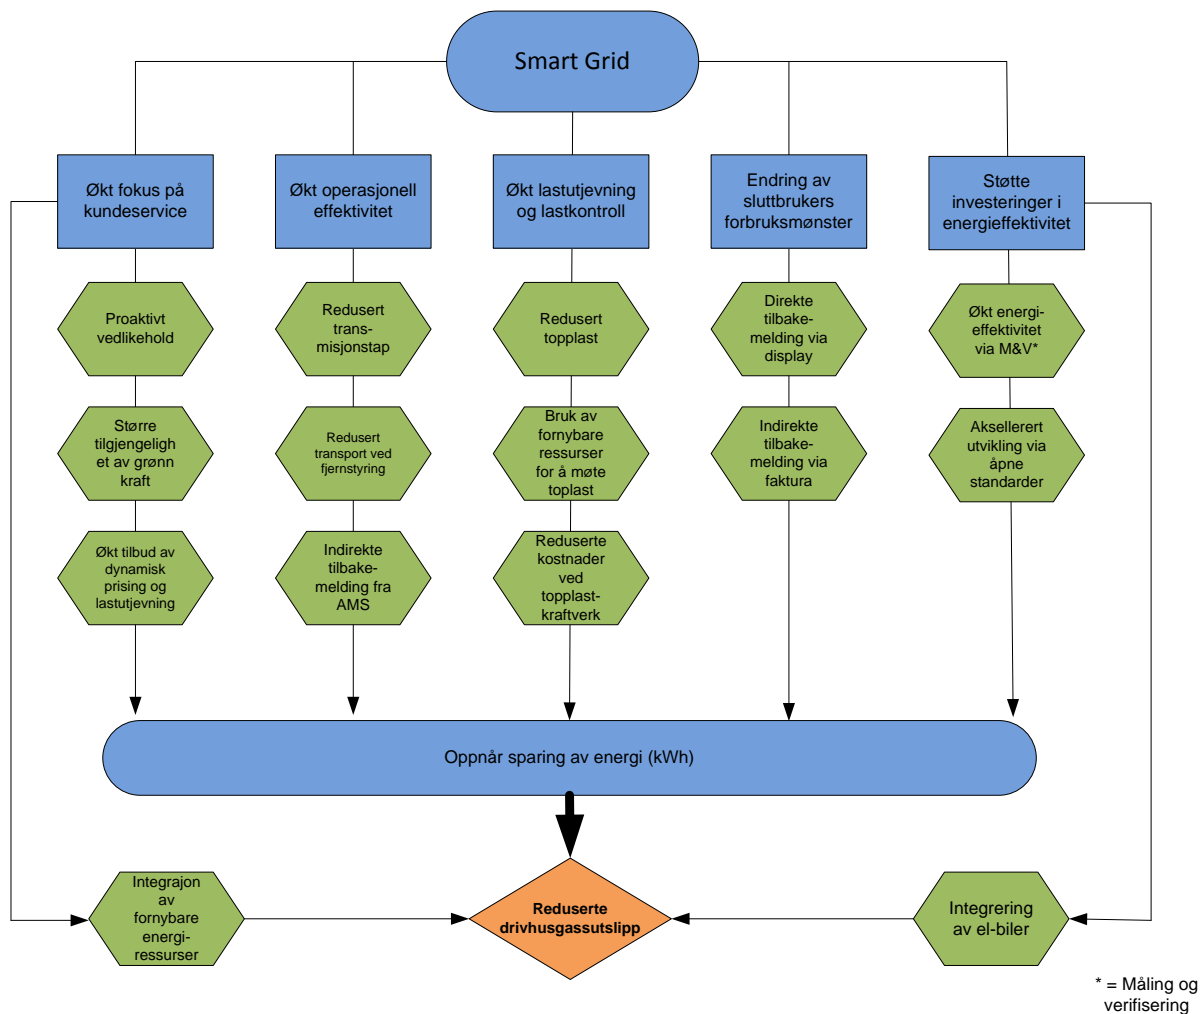 Smart Grid
Økt fokus på
kundeservice
Økt operasjonell
effektivitet
Økt lastutjevning
og lastkontroll
Endring av
sluttbrukers
forbruksmønster
Støtte
investeringer i
energieffektivitet
Proaktivt
vedlikehold
Redusert
trans-
misjonstap
Redusert
topplast
Direkte
tilbake-
melding via
display
Økt energi-
effektivitet
via M&V*
Større
tilgjengeligh
et av grønn
kraft
Redusert
transport ved
fjernstyring
Bruk av
fornybare
ressurser
for å møte
toplast
Indirekte
tilbake-
melding via
faktura
Aksellerert
utvikling via
åpne
standarder
Økt tilbud av
dynamisk
prising og
lastutjevning
Indirekte
tilbake-
melding fra
AMS
Reduserte
kostnader
ved
topplast-
kraftverk
Oppnår sparing av energi (kWh)
Integrajon
av
fornybare
energi-
ressurser
Reduserte
drivhusgassutslipp
Integrering
av el-biler
* = Måling og
verifisering